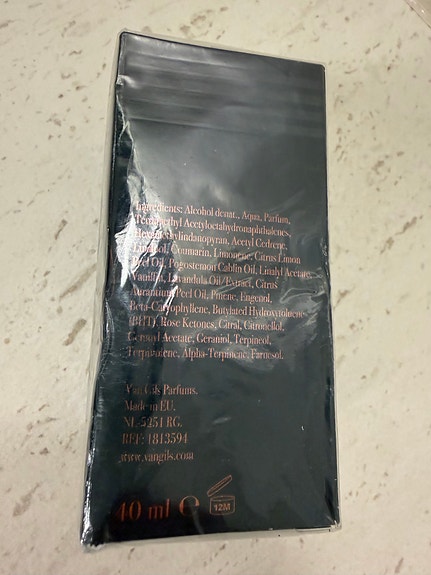 Ingredients: Alcohol denat., Aqua, Parfum,
Tetramethyl Acetyloctahydronaphthalenes,
Hexamethylindanopyran, Acetyl Cedrene,
Linalool, Coumarin, Limonene, Citrus Limon
Peel Oil, Pogostemon Cablin Oil, Linalyl Acetate,
Vanillin, Lavandula Oil/Extract, Citrus
Aurantium Peel Oil, Pinene, Eugenol,
Beta-Caryophyllene, Butylated Hydroxytoluene
(BHT), Rose Ketones, Citral, Citronellol,
Geranyl Acetate, Geraniol, Terpineol,
Terpinolene, Alpha-Terpinene, Farnesol.
Van Gils Parfums.
Made in EU.
NL-5251 RG.
REF: 1813594
www.vangils.com
40 ml e 12M